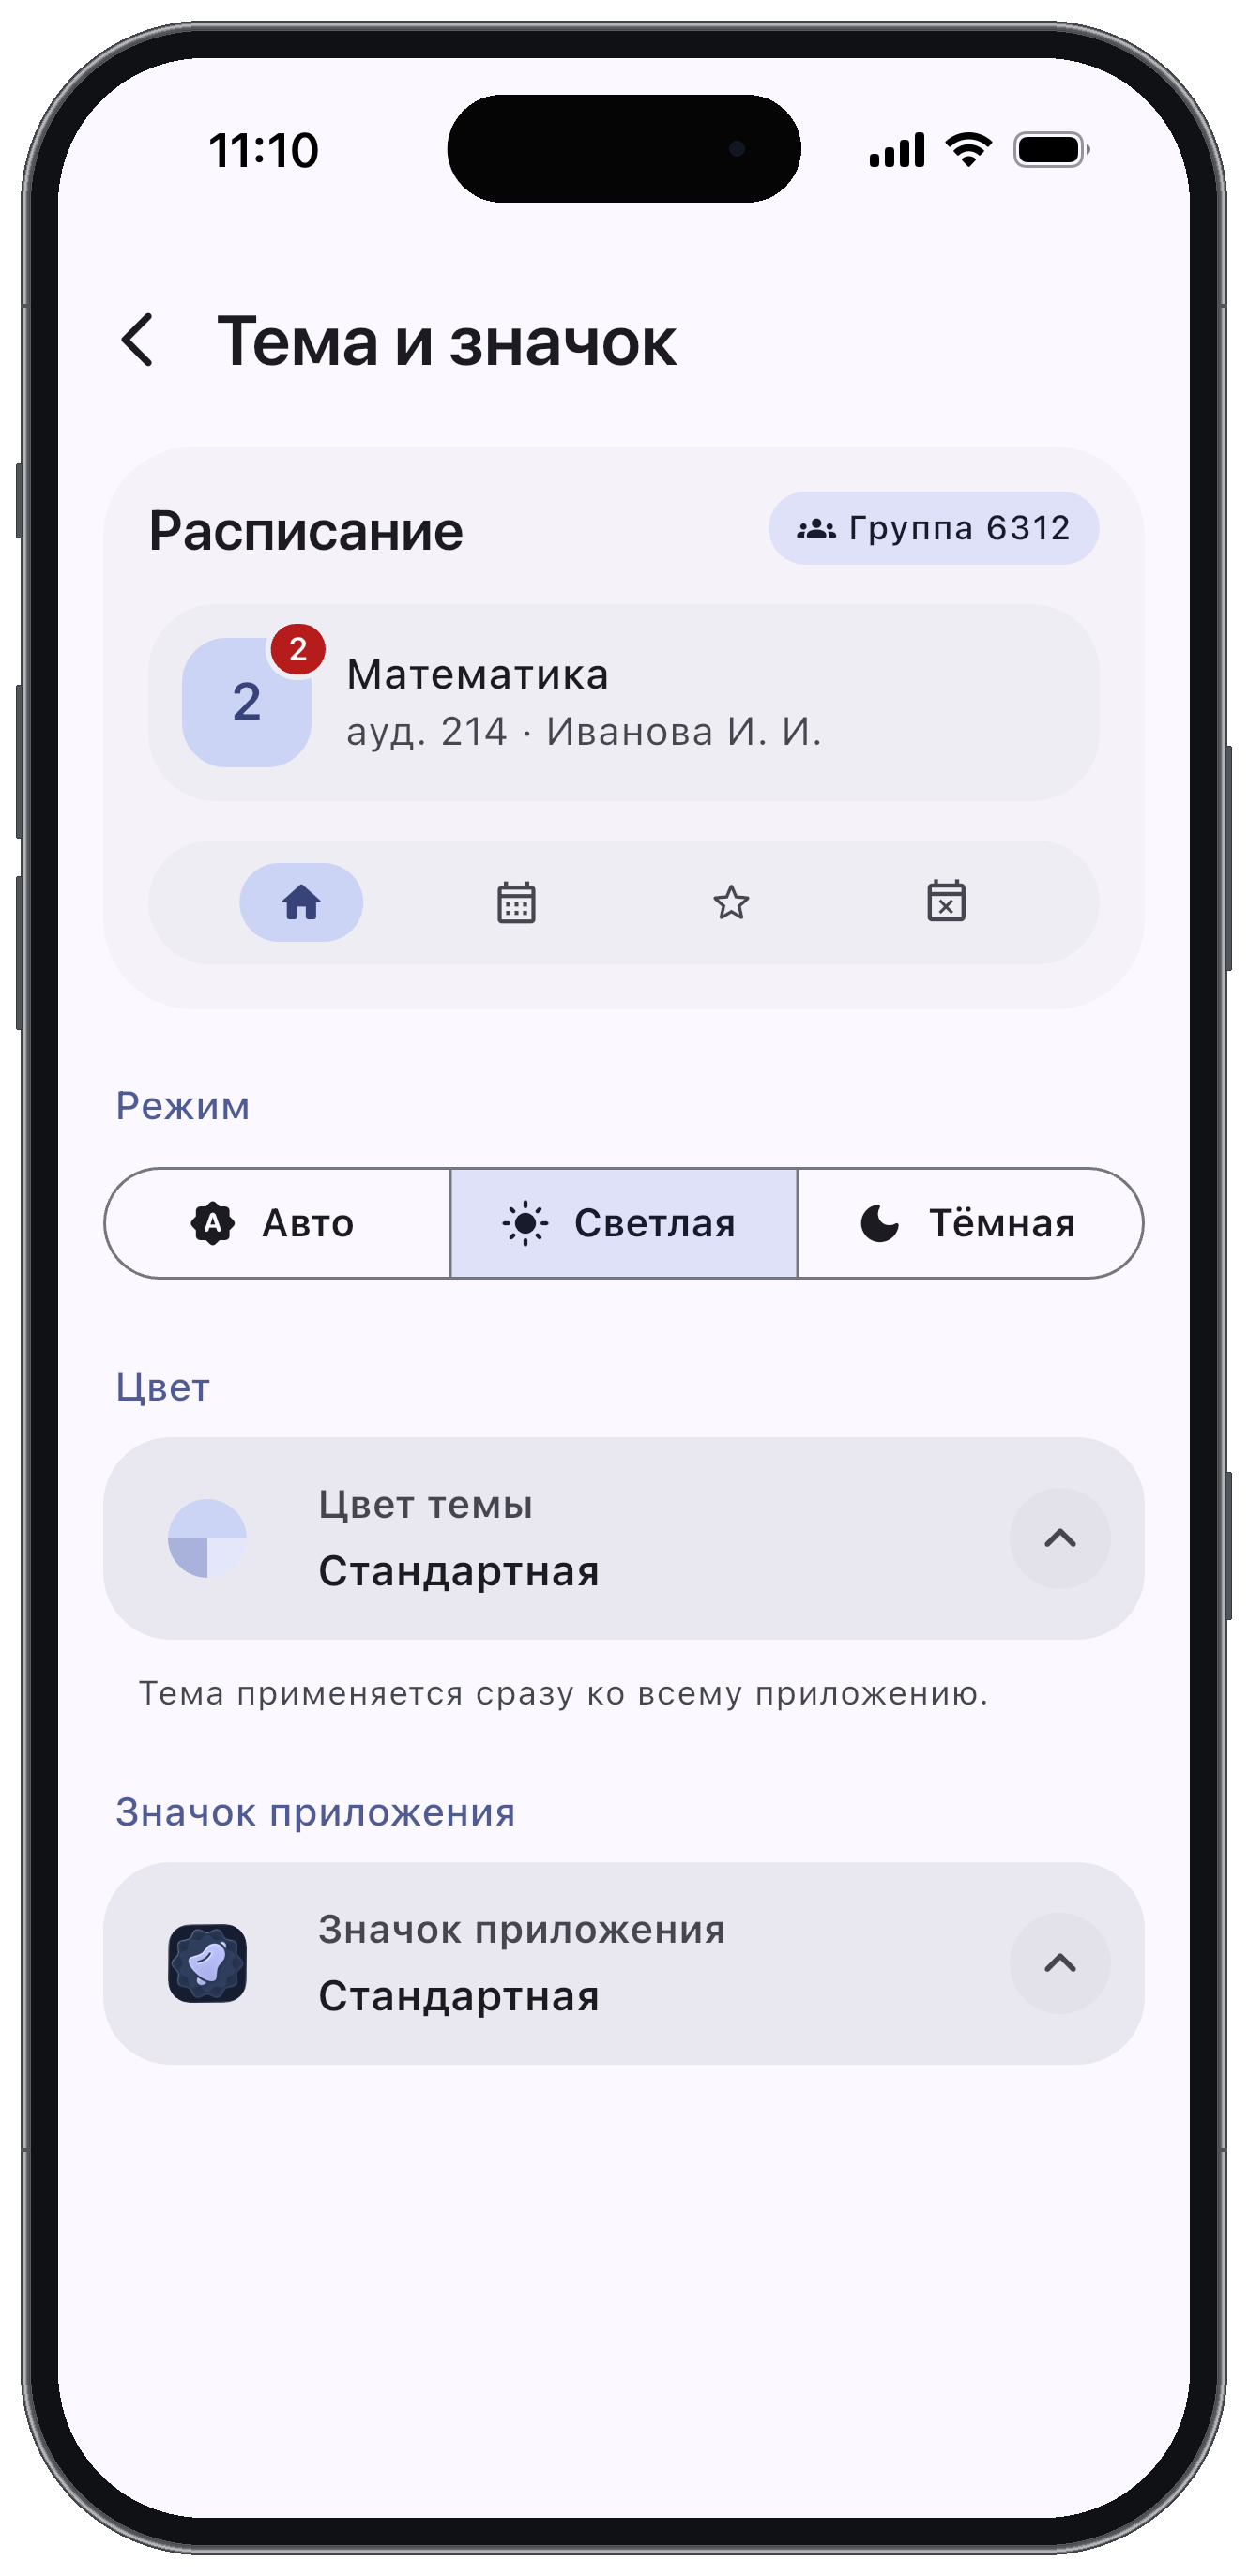 11:10
Тема и значок
Расписание
Группа 6312
2
2
Математика
ауд. 214 · Иванова И. И.
Режим
Авто
Светлая
Тёмная
Цвет
Цвет темы
Стандартная
Тема применяется сразу ко всему приложению.
Значок приложения
Значок приложения
Стандартная